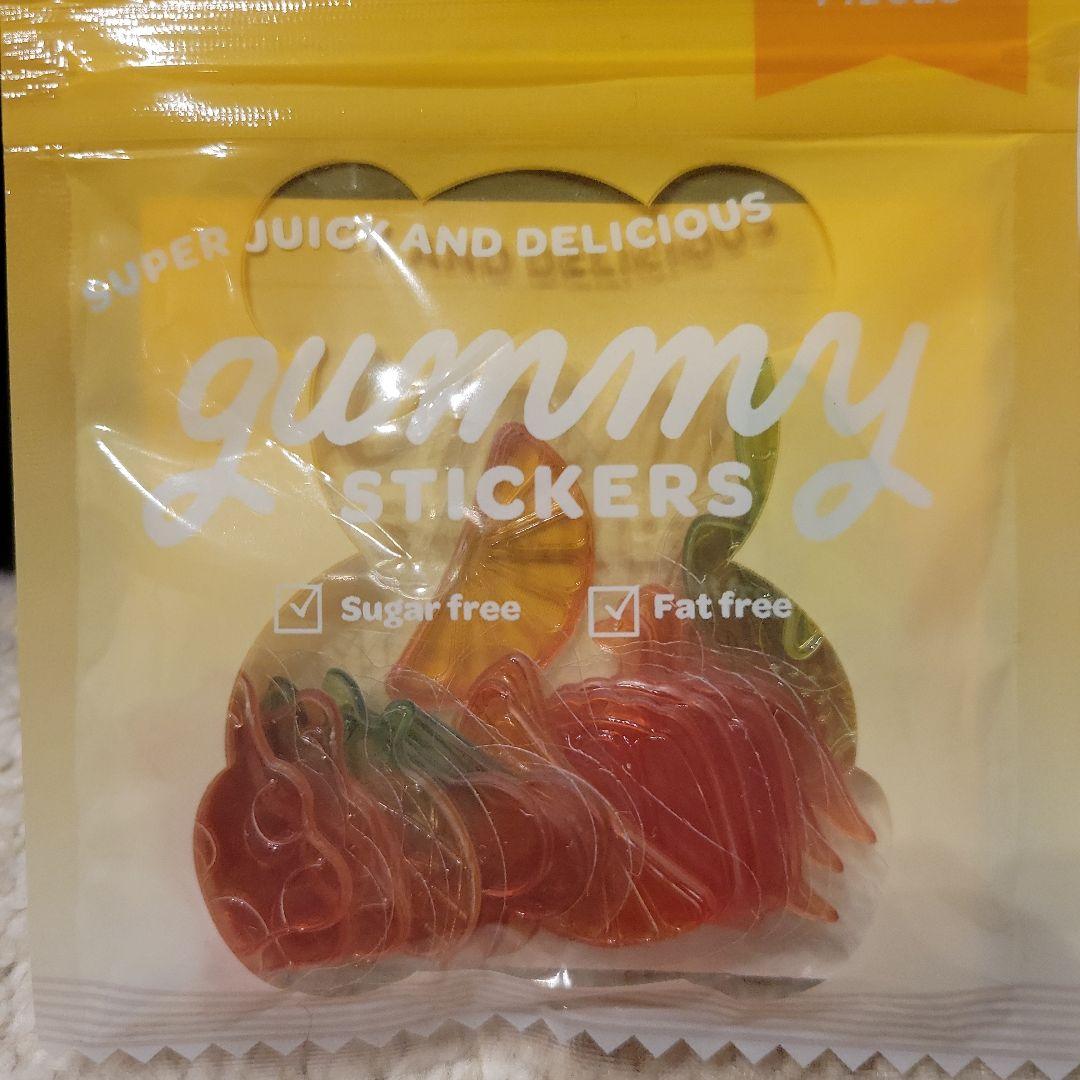 SUPER JUICY AND DELICIOUS
gummy
STICKERS
Sugar free
Fat free